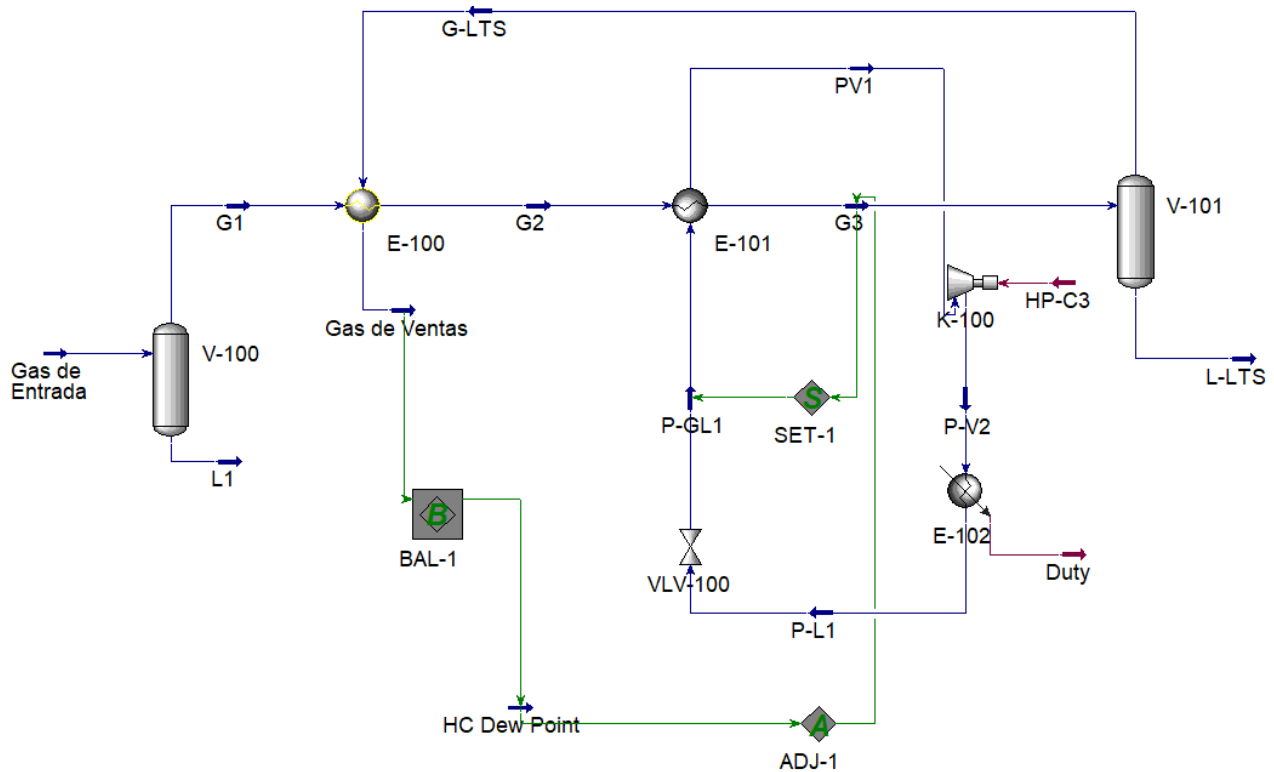 G-LTS
PV1
G1
G2
G3
E-100
E-101
V-101
Gas de Ventas
K-100
HP-C3
V-100
Gas de
Entrada
L-LTS
P-GL1
S
SET-1
P-V2
L1
B
BAL-1
E-102
VLV-100
Duty
P-L1
HC Dew Point
A
ADJ-1